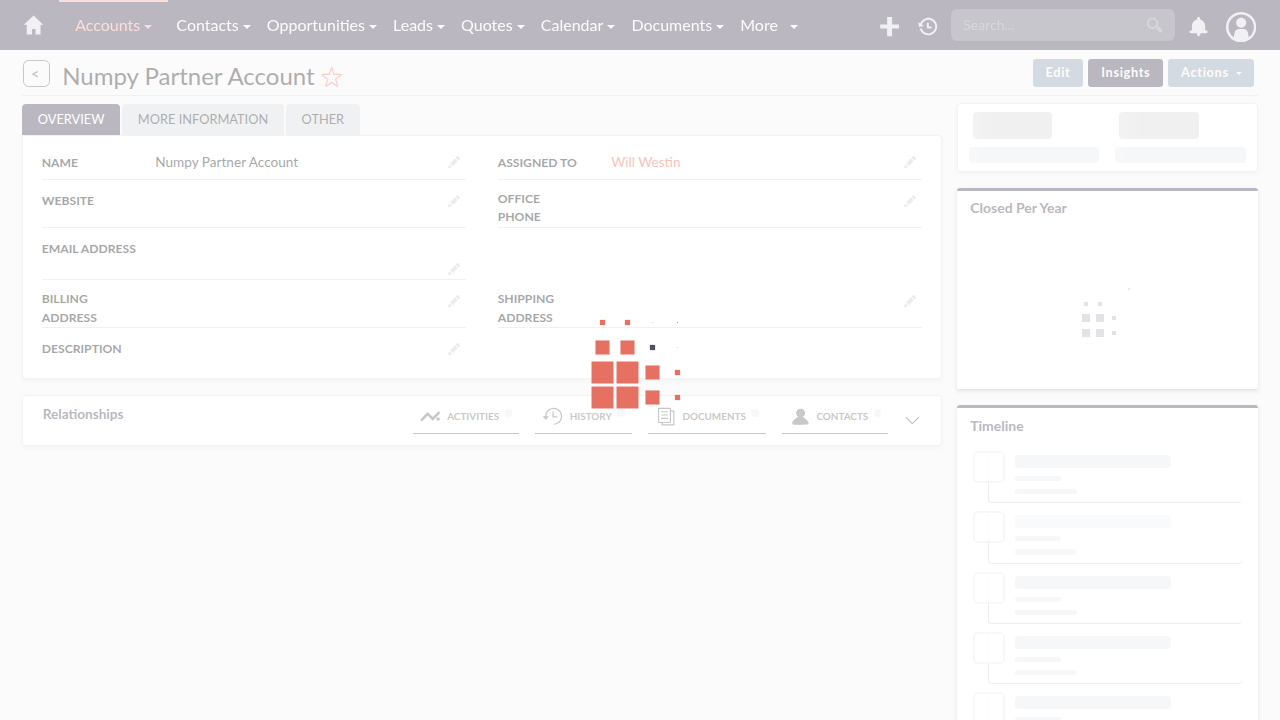 Accounts Contacts Opportunities Leads Quotes Calendar Documents More Search...
< Numpy Partner Account Edit Insights Actions
OVERVIEW MORE INFORMATION OTHER
NAME Numpy Partner Account ASSIGNED TO Will Westin
WEBSITE OFFICE PHONE
EMAIL ADDRESS
BILLING ADDRESS SHIPPING ADDRESS
DESCRIPTION
Relationships ACTIVITIES HISTORY DOCUMENTS CONTACTS
Closed Per Year
Timeline